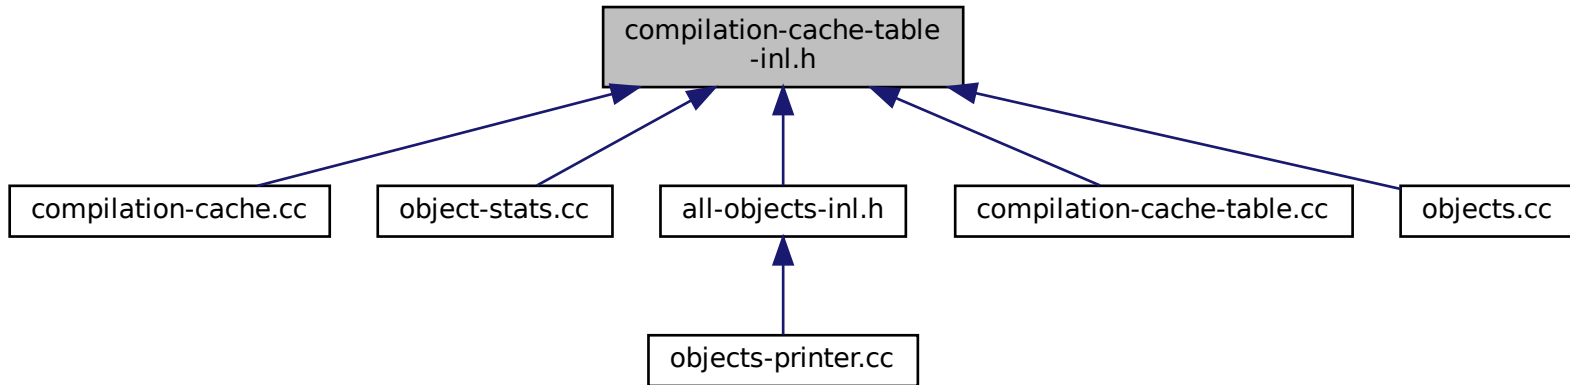 compilation-cache-table
-inl.h
compilation-cache.cc
object-stats.cc
all-objects-inl.h
compilation-cache-table.cc
objects.cc
objects-printer.cc